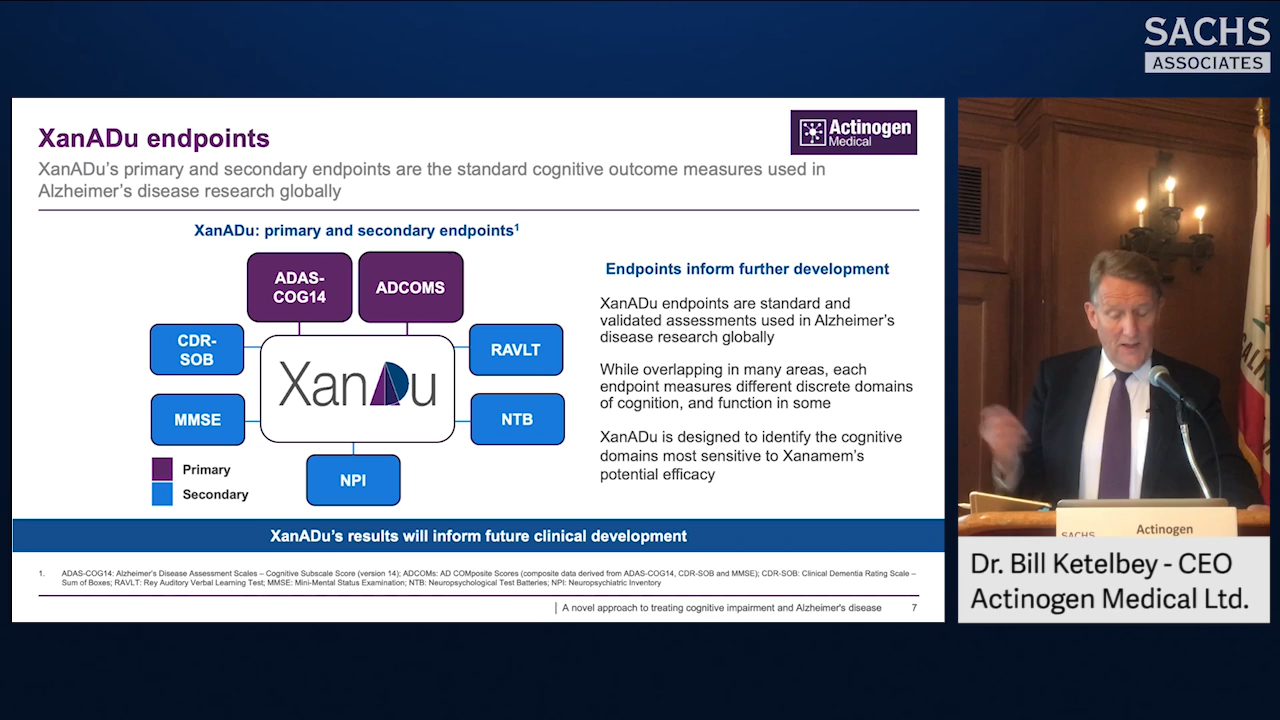 SACHS
ASSOCIATES
XanADu endpoints
Actinogen
Medical
XanADu's primary and secondary endpoints are the standard cognitive outcome measures used in
Alzheimer's disease research globally
XanADu: primary and secondary endpoints1
ADAS-
COG14
ADCOMS
CDR-
SOB
RAVLT
XanADu
MMSE
NTB
NPI
Primary
Secondary
Endpoints inform further development
XanADu endpoints are standard and
validated assessments used in Alzheimer's
disease research globally
While overlapping in many areas, each
endpoint measures different discrete domains
of cognition, and function in some
XanADu is designed to identify the cognitive
domains most sensitive to Xanamem's
potential efficacy
XanADu's results will inform future clinical development
1. ADAS-COG14: Alzheimer's Disease Assessment Scales – Cognitive Subscale Score (version 14); ADCOMs: AD COMposite Scores (composite data derived from ADAS-COG14, CDR-SOB and MMSE); CDR-SOB: Clinical Dementia Rating Scale –
Sum of Boxes; RAVLT: Rey Auditory Verbal Learning Test; MMSE: Mini-Mental Status Examination; NTB: Neuropsychological Test Batteries; NPI: Neuropsychiatric Inventory
A novel approach to treating cognitive impairment and Alzheimer's disease 7
SACHS
Actinogen
Dr. Bill Ketelbey - CEO
Actinogen Medical Ltd.